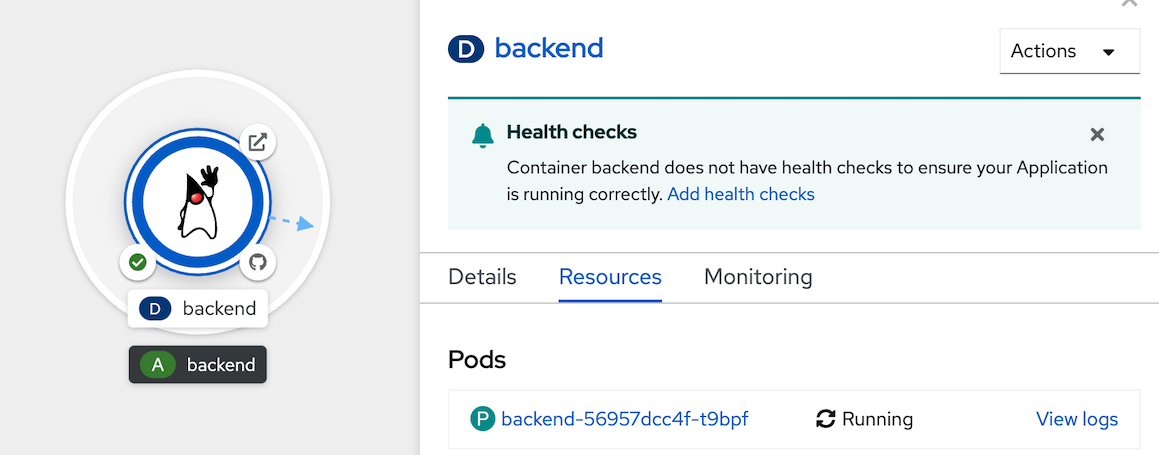 D backend
Actions
Health checks
Container backend does not have health checks to ensure your Application
is running correctly. Add health checks
Details Resources Monitoring
Pods
P backend-56957dcc4f-t9bpf Running View logs
D backend
A backend